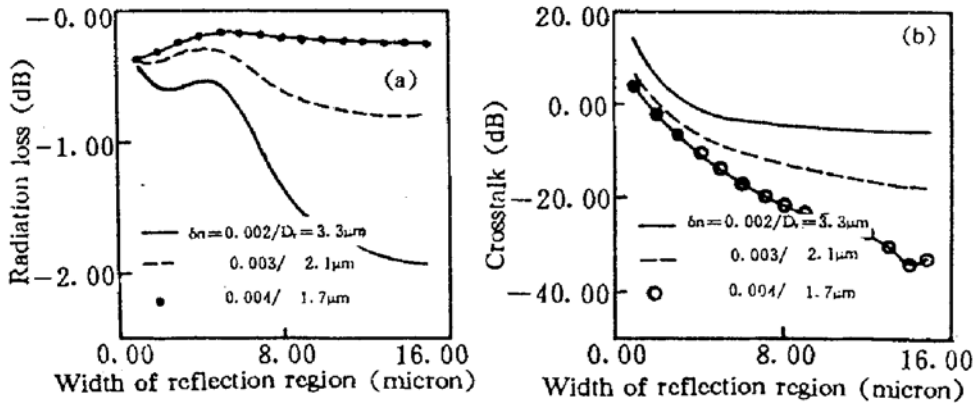 −0.00
−1.00
−2.00
Radiation loss (dB)
(a)
δn=0.002/Dᵣ=3.3μm
0.003/ 2.1μm
0.004/ 1.7μm
0.00 8.00 16.00
Width of reflection region (micron)
20.00
0.00
−20.00
−40.00
Crosstalk (dB)
(b)
δn=0.002/Dᵣ=3.3μm
0.003/ 2.1μm
0.004/ 1.7μm
0.00 8.00 16.00
Width of reflection region (micron)